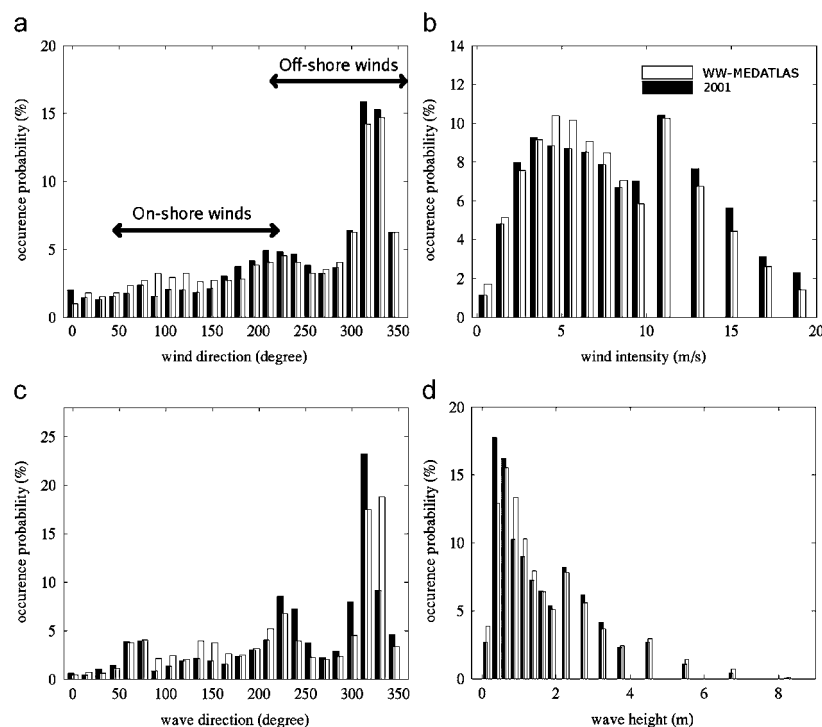 a
20
15
10
5
0
occurence probability (%)
Off-shore winds
On-shore winds
0 50 100 150 200 250 300 350
wind direction (degree)
b
14
12
10
8
6
4
2
0
occurence probability (%)
WW-MEDATLAS
2001
0 5 10 15 20
wind intensity (m/s)
c
25
20
15
10
5
0
occurence probability (%)
0 50 100 150 200 250 300 350
wave direction (degree)
d
20
15
10
5
0
occurence probability (%)
0 2 4 6 8
wave height (m)